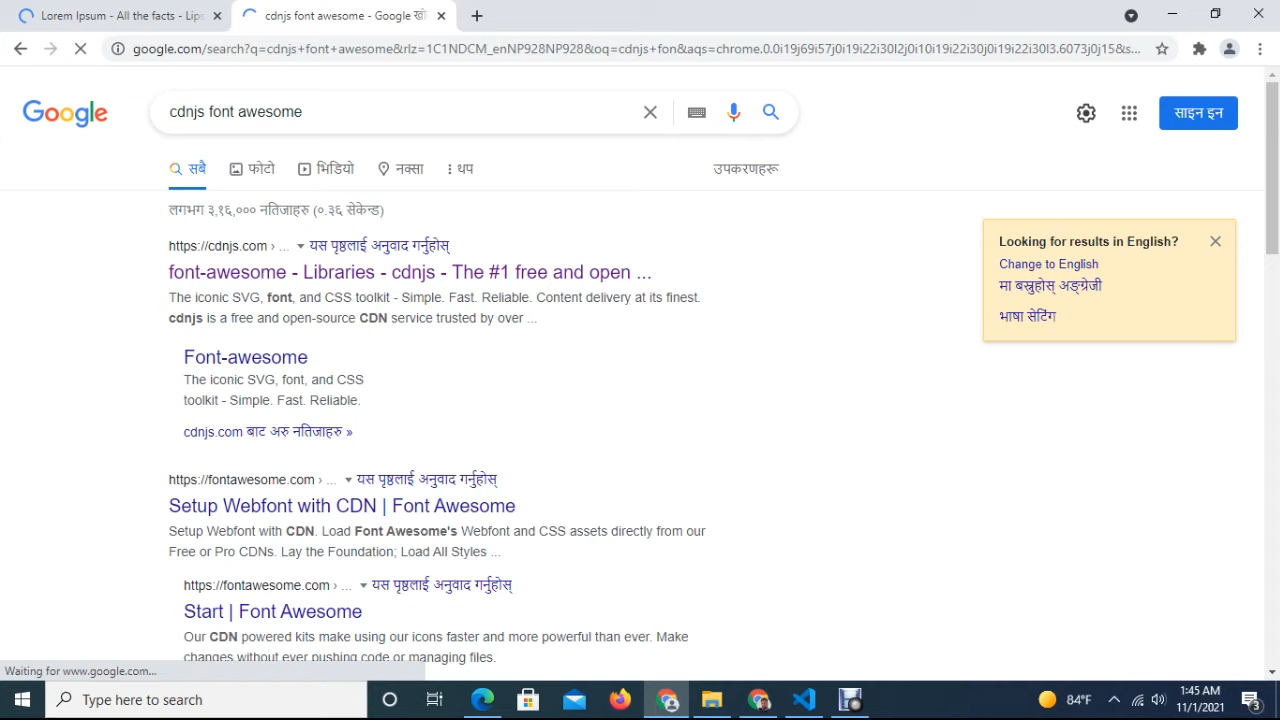 Lorem Ipsum - All the facts - Lips
cdnjs font awesome - Google
google.com/search?q=cdnjs+font+awesome&rlz=1C1NDCM_enNP928NP928&oq=cdnjs+fon&aqs=chrome.0.0i19j69i57j0i19i22i30l2j0i10i19i22i30j0i19i22i30l3.6073j0j15&s...
Google
cdnjs font awesome
साइन इन
सबै
फोटो
भिडियो
नक्सा
थप
उपकरणहरू
लगभग ३,१६,००० नतिजाहरु (०.३६ सेकेन्ड)
https://cdnjs.com › ... यस पृष्ठलाई अनुवाद गर्नुहोस्
font-awesome - Libraries - cdnjs - The #1 free and open ...
The iconic SVG, font, and CSS toolkit - Simple. Fast. Reliable. Content delivery at its finest.
cdnjs is a free and open-source CDN service trusted by over ...
Font-awesome
The iconic SVG, font, and CSS
toolkit - Simple. Fast. Reliable.
cdnjs.com बाट अरु नतिजाहरु »
https://fontawesome.com › ... यस पृष्ठलाई अनुवाद गर्नुहोस्
Setup Webfont with CDN | Font Awesome
Setup Webfont with CDN. Load Font Awesome's Webfont and CSS assets directly from our
Free or Pro CDNs. Lay the Foundation; Load All Styles ...
https://fontawesome.com › ... यस पृष्ठलाई अनुवाद गर्नुहोस्
Start | Font Awesome
Our CDN powered kits make using our icons faster and more powerful than ever. Make
changes without ever pushing code or managing files.
Looking for results in English?
Change to English
मा बस्नुहोस् अङ्ग्रेजी
भाषा सेटिंग
Waiting for www.google.com...
Type here to search
84°F
1:45 AM
11/1/2021
3